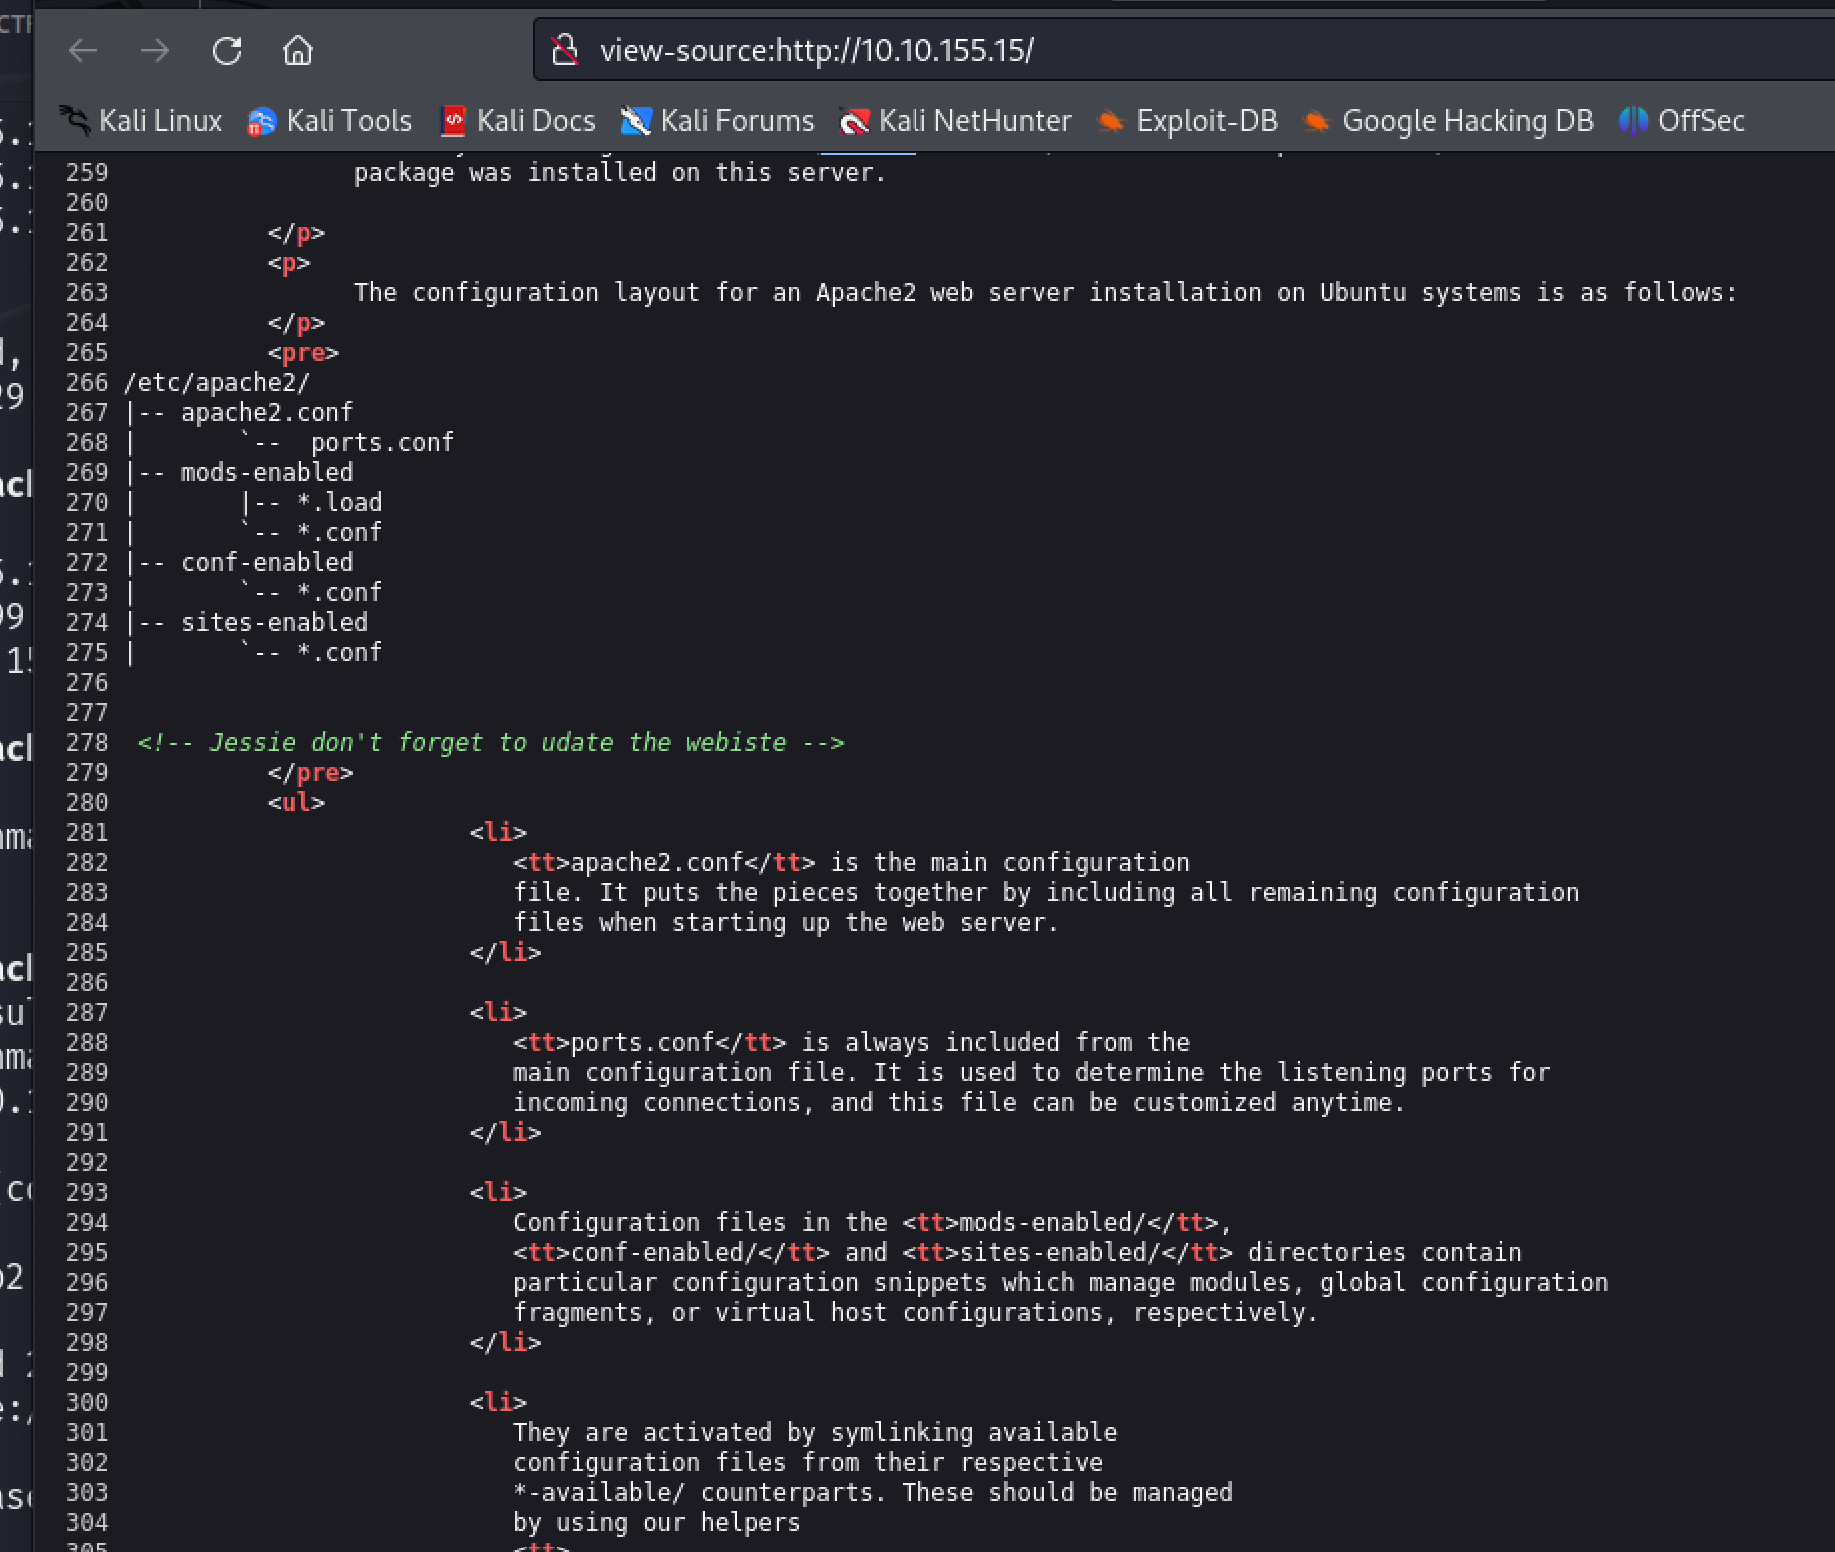 view-source:http://10.10.155.15/
Kali Linux Kali Tools Kali Docs Kali Forums Kali NetHunter Exploit-DB Google Hacking DB OffSec
259 package was installed on this server.
260
261 </p>
262 <p>
263 The configuration layout for an Apache2 web server installation on Ubuntu systems is as follows:
264 </p>
265 <pre>
266 /etc/apache2/
267 |-- apache2.conf
268 | `-- ports.conf
269 |-- mods-enabled
270 | |-- *.load
271 | `-- *.conf
272 |-- conf-enabled
273 | `-- *.conf
274 |-- sites-enabled
275 | `-- *.conf
276
277
278 <!-- Jessie don't forget to udate the webiste -->
279 </pre>
280 <ul>
281 <li>
282 <tt>apache2.conf</tt> is the main configuration
283 file. It puts the pieces together by including all remaining configuration
284 files when starting up the web server.
285 </li>
286
287 <li>
288 <tt>ports.conf</tt> is always included from the
289 main configuration file. It is used to determine the listening ports for
290 incoming connections, and this file can be customized anytime.
291 </li>
292
293 <li>
294 Configuration files in the <tt>mods-enabled/</tt>,
295 <tt>conf-enabled/</tt> and <tt>sites-enabled/</tt> directories contain
296 particular configuration snippets which manage modules, global configuration
297 fragments, or virtual host configurations, respectively.
298 </li>
299
300 <li>
301 They are activated by symlinking available
302 configuration files from their respective
303 *-available/ counterparts. These should be managed
304 by using our helpers
305 <tt>